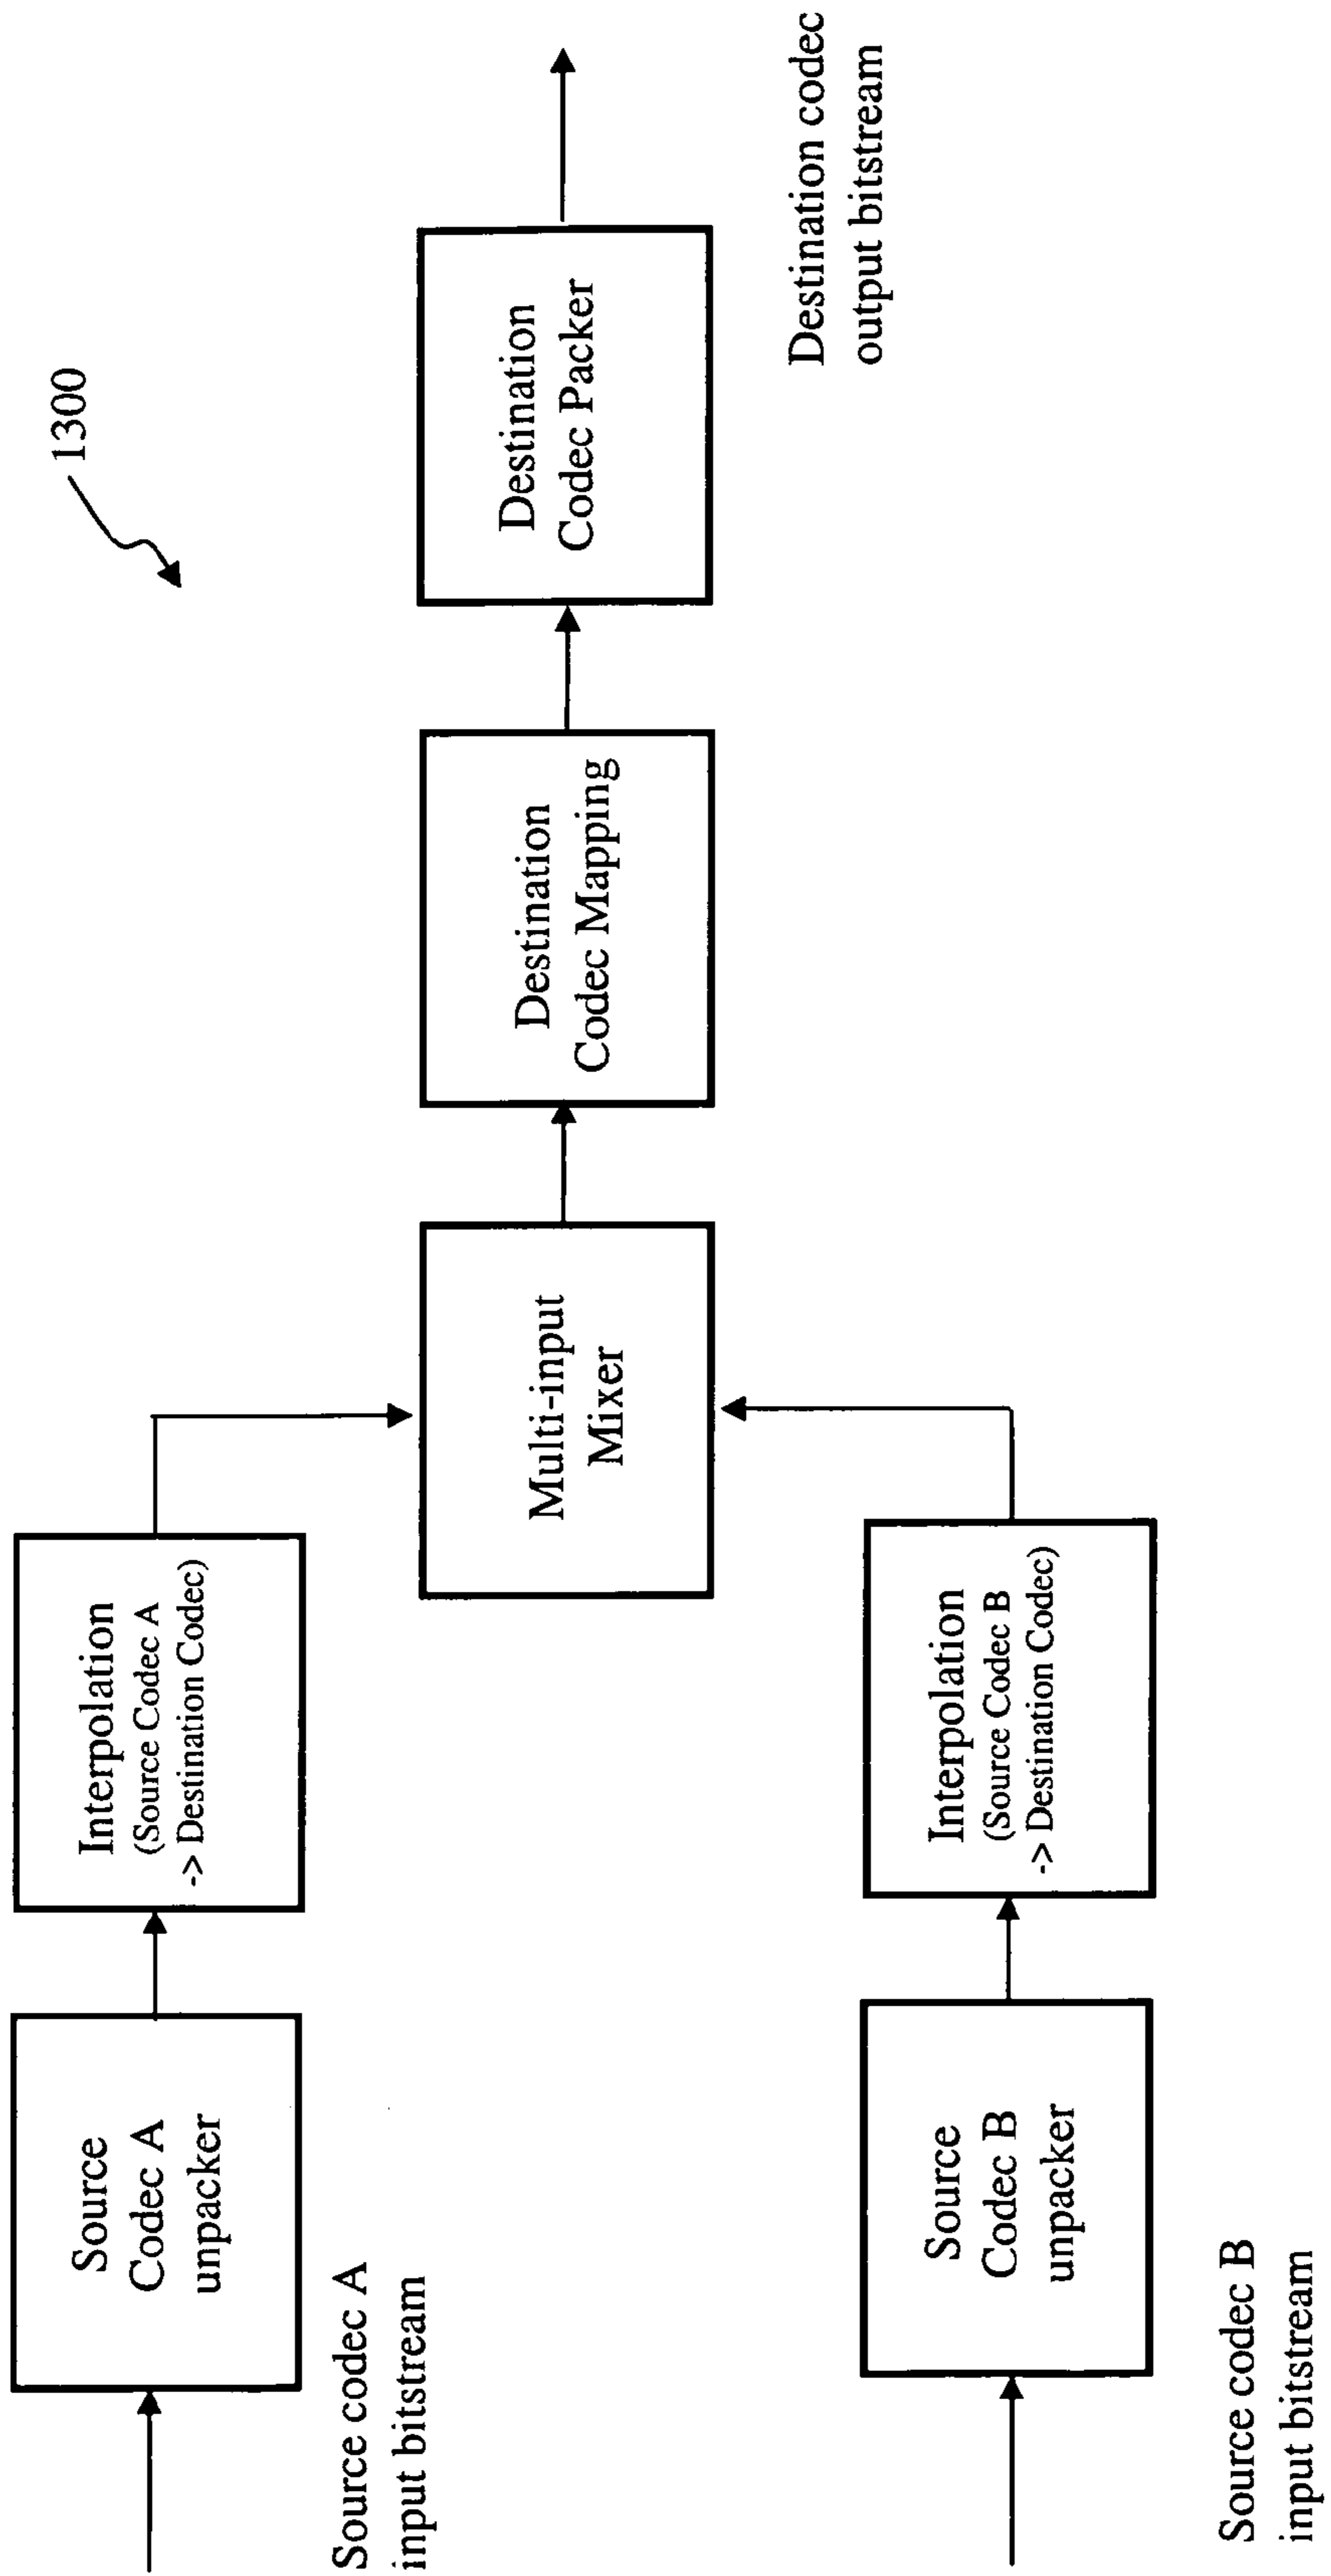 1300
Source
Codec A
unpacker
Source codec A
input bitstream
Interpolation
(Source Codec A
-> Destination Codec)
Multi-input
Mixer
Destination
Codec Mapping
Destination
Codec Packer
Destination codec
output bitstream
Source
Codec B
unpacker
Source codec B
input bitstream
Interpolation
(Source Codec B
-> Destination Codec)